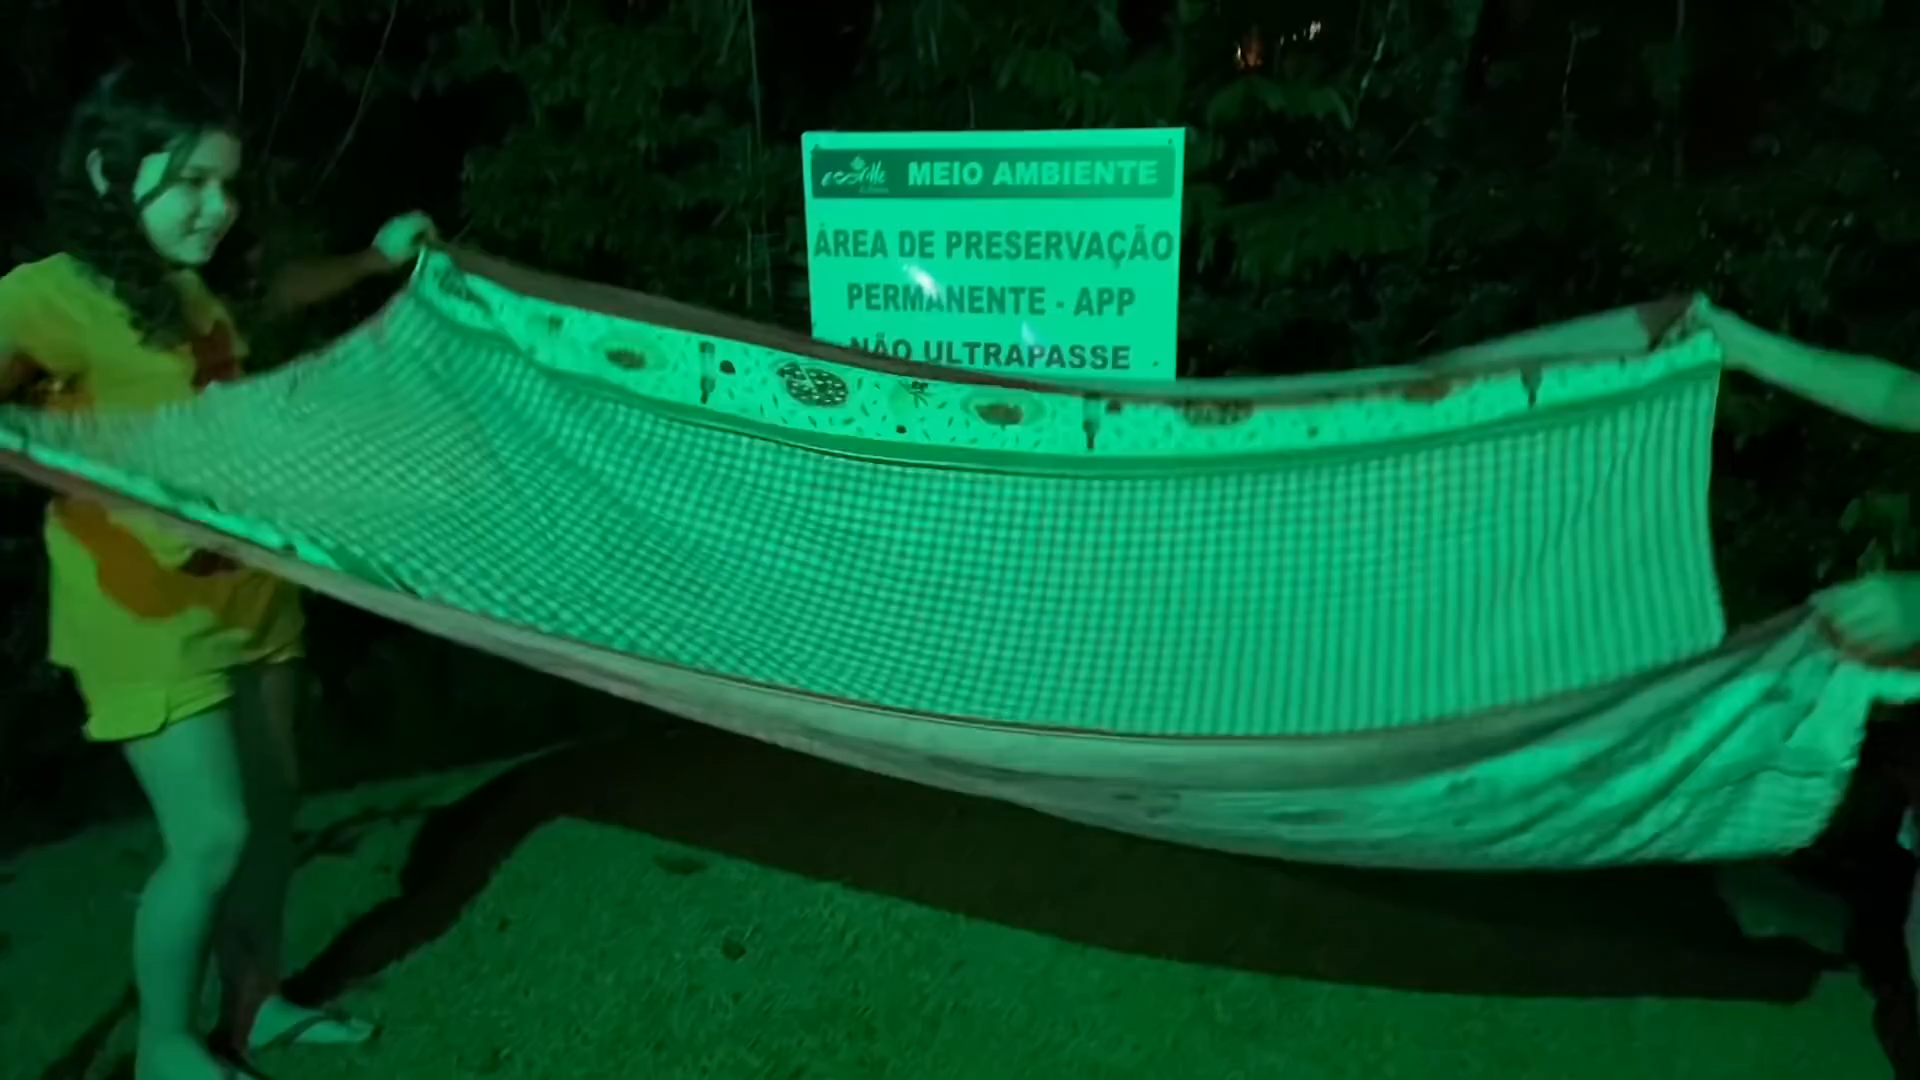 MEIO AMBIENTE
ÁREA DE PRESERVAÇÃO
PERMANENTE - APP
NÃO ULTRAPASSE